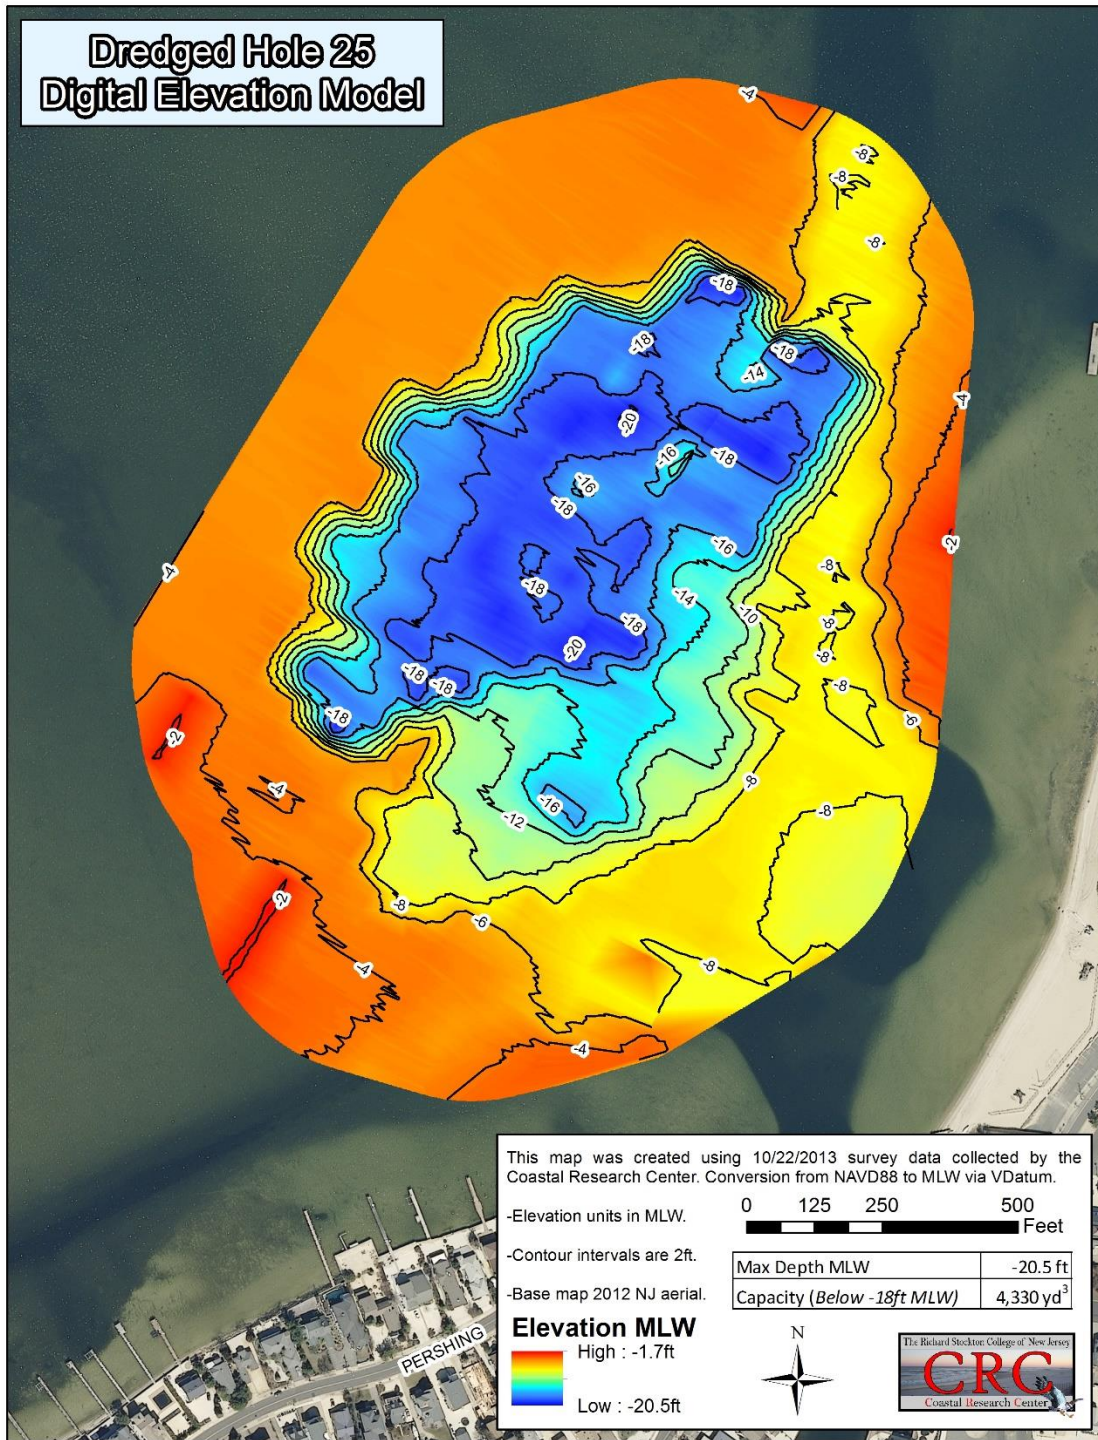 Dredged Hole 25
Digital Elevation Model
-4
-8
-8
-8
-18
-18
-18
-14
-4
-20
-16
-18
-16
-18
-2
-16
-4
-8
-18
-14
-10
-8
-18
-20
-8
-18
-18
-8
-18
-6
-2
-8
-4
-16
-8
-12
-2
-8
-6
-4
-8
-4
This map was created using 10/22/2013 survey data collected by the
Coastal Research Center. Conversion from NAVD88 to MLW via VDatum.
-Elevation units in MLW.
0 125 250 500
Feet
-Contour intervals are 2ft.
Max Depth MLW -20.5 ft
Capacity (Below -18ft MLW) 4,330 yd³
-Base map 2012 NJ aerial.
Elevation MLW
High : -1.7ft
Low : -20.5ft
N
The Richard Stockton College of New Jersey
CRC
Coastal Research Center
PERSHING